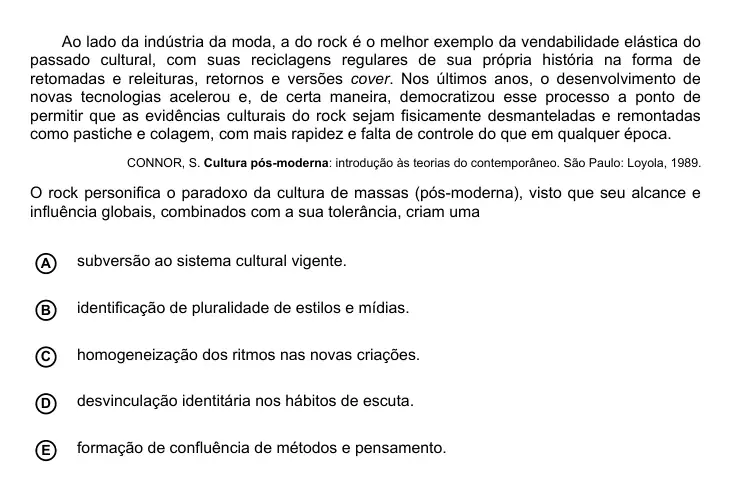 Ao lado da indústria da moda, a do rock é o melhor exemplo da vendabilidade elástica do
passado cultural, com suas reciclagens regulares de sua própria história na forma de
retomadas e releituras, retornos e versões cover. Nos últimos anos, o desenvolvimento de
novas tecnologias acelerou e, de certa maneira, democratizou esse processo a ponto de
permitir que as evidências culturais do rock sejam fisicamente desmanteladas e remontadas
como pastiche e colagem, com mais rapidez e falta de controle do que em qualquer época.
CONNOR, S. Cultura pós-moderna: introdução às teorias do contemporâneo. São Paulo: Loyola, 1989.
O rock personifica o paradoxo da cultura de massas (pós-moderna), visto que seu alcance e
influência globais, combinados com a sua tolerância, criam uma
A subversão ao sistema cultural vigente.
B identificação de pluralidade de estilos e mídias.
C homogeneização dos ritmos nas novas criações.
D desvinculação identitária nos hábitos de escuta.
E formação de confluência de métodos e pensamento.